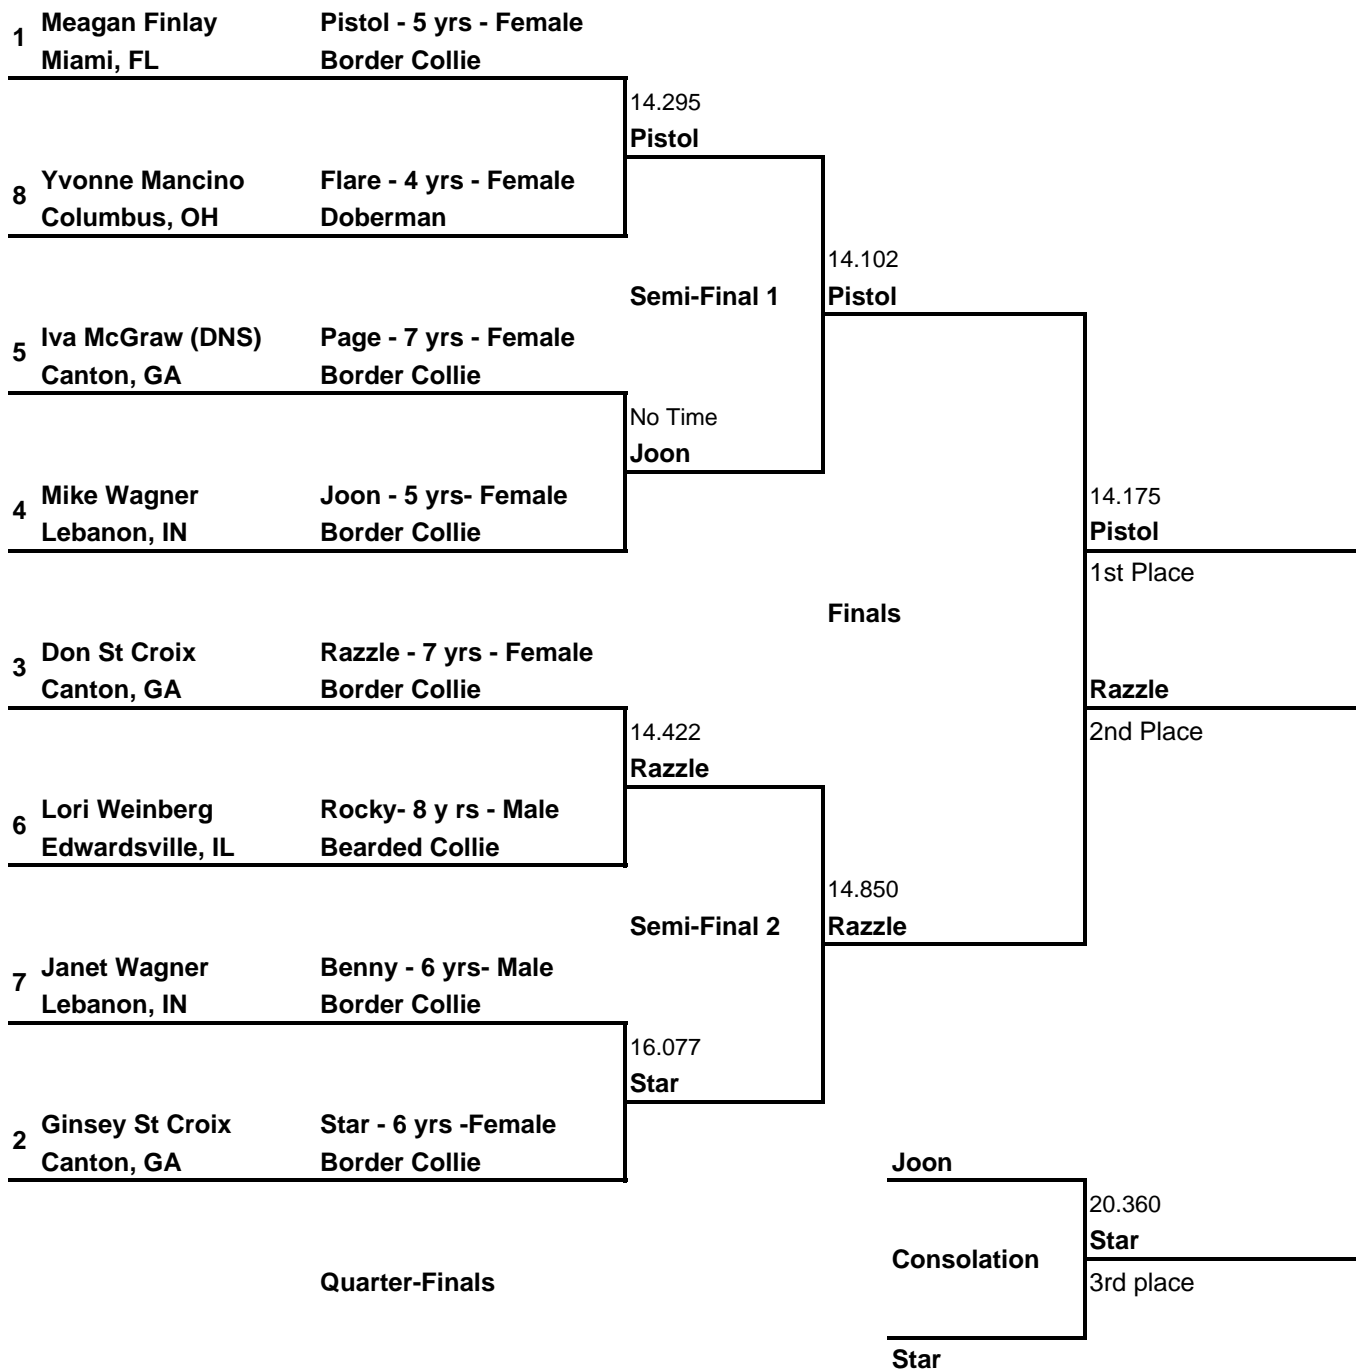 1 Meagan Finlay Pistol - 5 yrs - Female
Miami, FL Border Collie
14.295
Pistol
8 Yvonne Mancino Flare - 4 yrs - Female
Columbus, OH Doberman
14.102
Semi-Final 1 Pistol
5 Iva McGraw (DNS) Page - 7 yrs - Female
Canton, GA Border Collie
No Time
Joon
4 Mike Wagner Joon - 5 yrs- Female
Lebanon, IN Border Collie
14.175
Pistol
1st Place
Finals
3 Don St Croix Razzle - 7 yrs - Female
Canton, GA Border Collie
Razzle
2nd Place
14.422
Razzle
6 Lori Weinberg Rocky- 8 y rs - Male
Edwardsville, IL Bearded Collie
14.850
Semi-Final 2 Razzle
7 Janet Wagner Benny - 6 yrs- Male
Lebanon, IN Border Collie
16.077
Star
2 Ginsey St Croix Star - 6 yrs -Female
Canton, GA Border Collie
Joon
20.360
Star
Consolation
Quarter-Finals
3rd place
Star